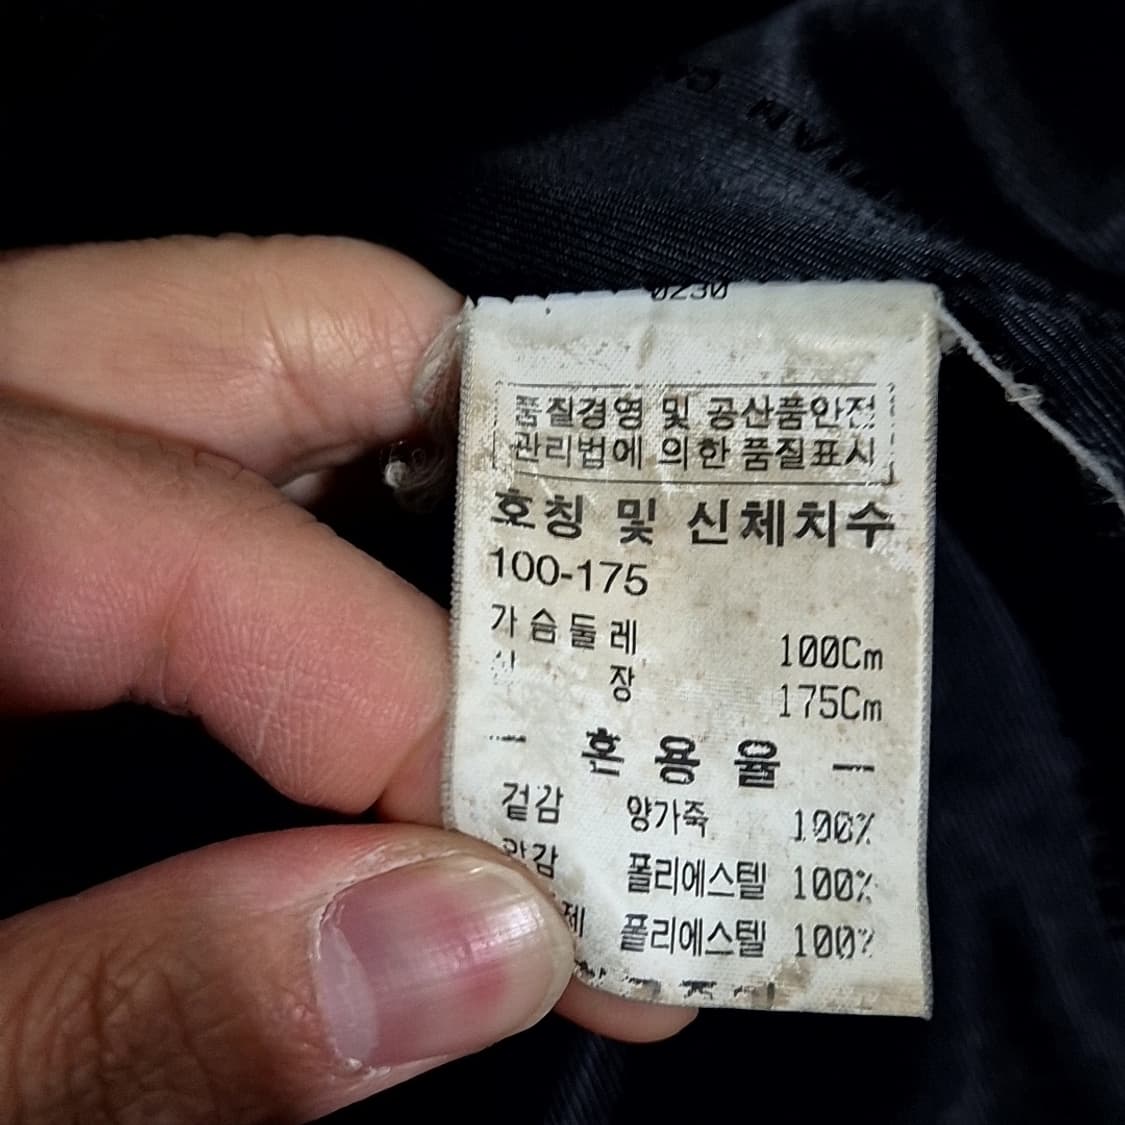 0230
품질경영 및 공산품안전
관리법에 의한 품질표시
호칭 및 신체치수
100-175
가슴둘레 100Cm
장 175Cm
- 혼용율 -
겉감 양가죽 100%
안감 폴리에스텔 100%
폴리에스텔 100%